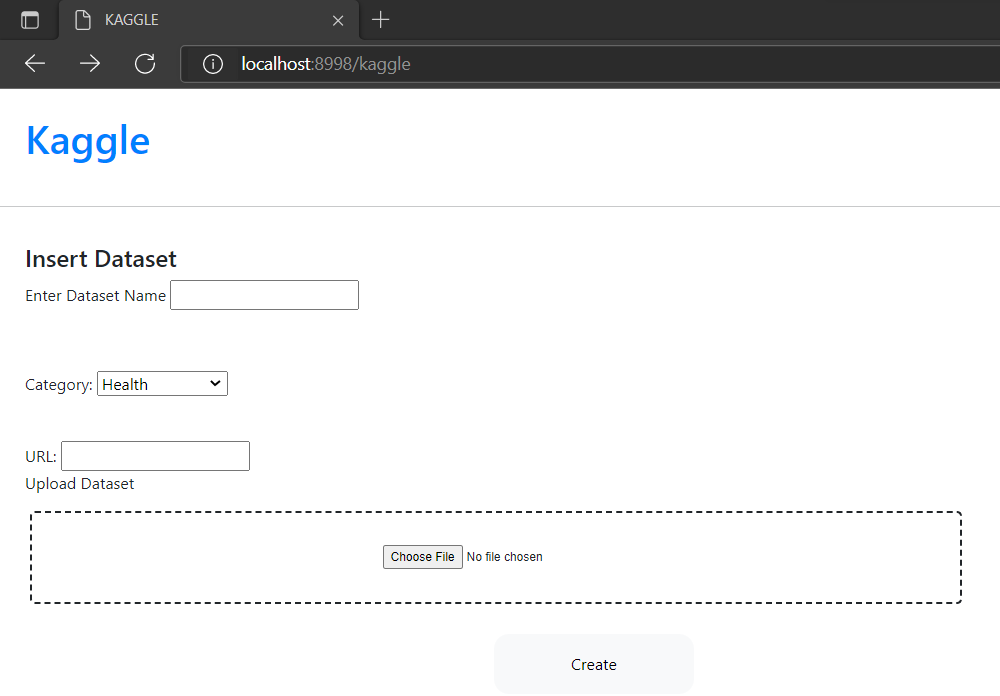 KAGGLE
localhost:8998/kaggle
Kaggle
Insert Dataset
Enter Dataset Name
Category: Health
URL:
Upload Dataset
Choose File No file chosen
Create